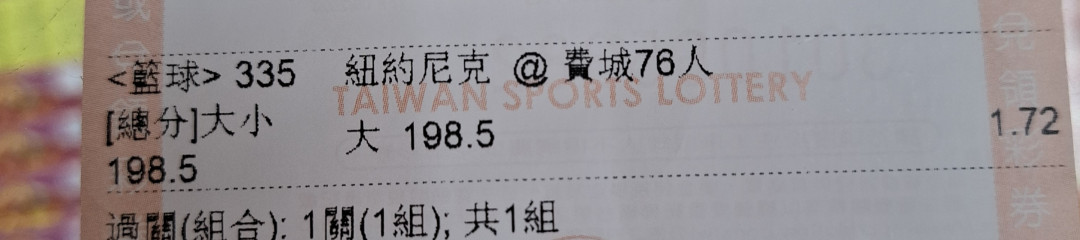 <籃球> 335 紐約尼克 @ 費城76人
TAIWAN SPORTS LOTTERY
[總分]大小 大 198.5 1.72
198.5
過關(組合): 1關(1組); 共1組